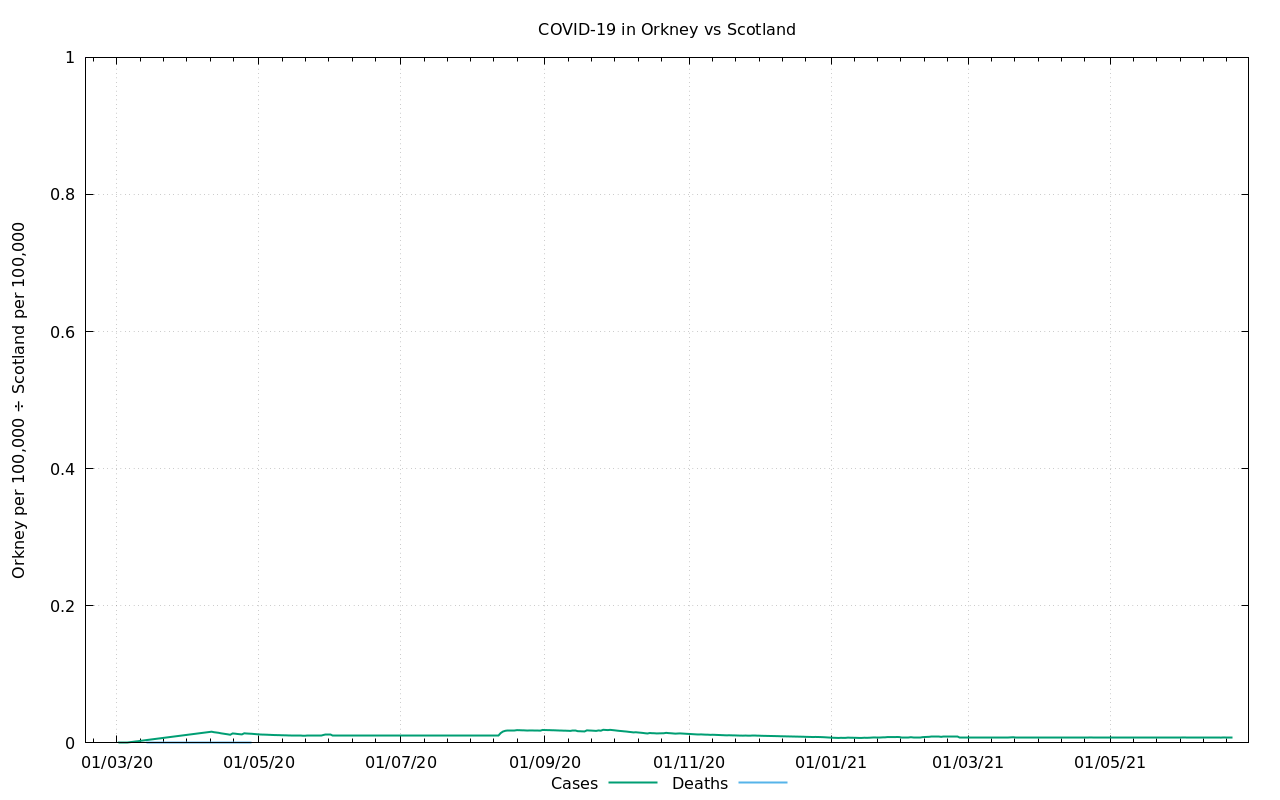 COVID-19 in Orkney vs Scotland
Orkney per 100,000 ÷ Scotland per 100,000
1
0.8
0.6
0.4
0.2
0
01/03/20 01/05/20 01/07/20 01/09/20 01/11/20 01/01/21 01/03/21 01/05/21
Cases Deaths